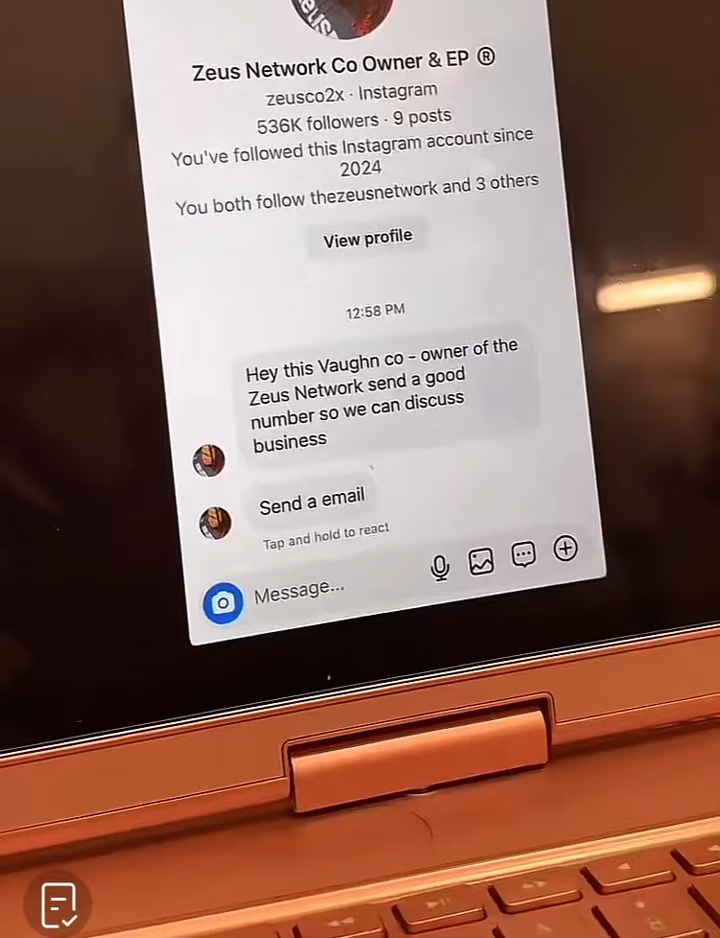 eus
Zeus Network Co Owner & EP ®
zeusco2x · Instagram
536K followers · 9 posts
You've followed this Instagram account since
2024
You both follow thezeusnetwork and 3 others
View profile
12:58 PM
Hey this Vaughn co - owner of the
Zeus Network send a good
number so we can discuss
business
Send a email
Tap and hold to react
Message...